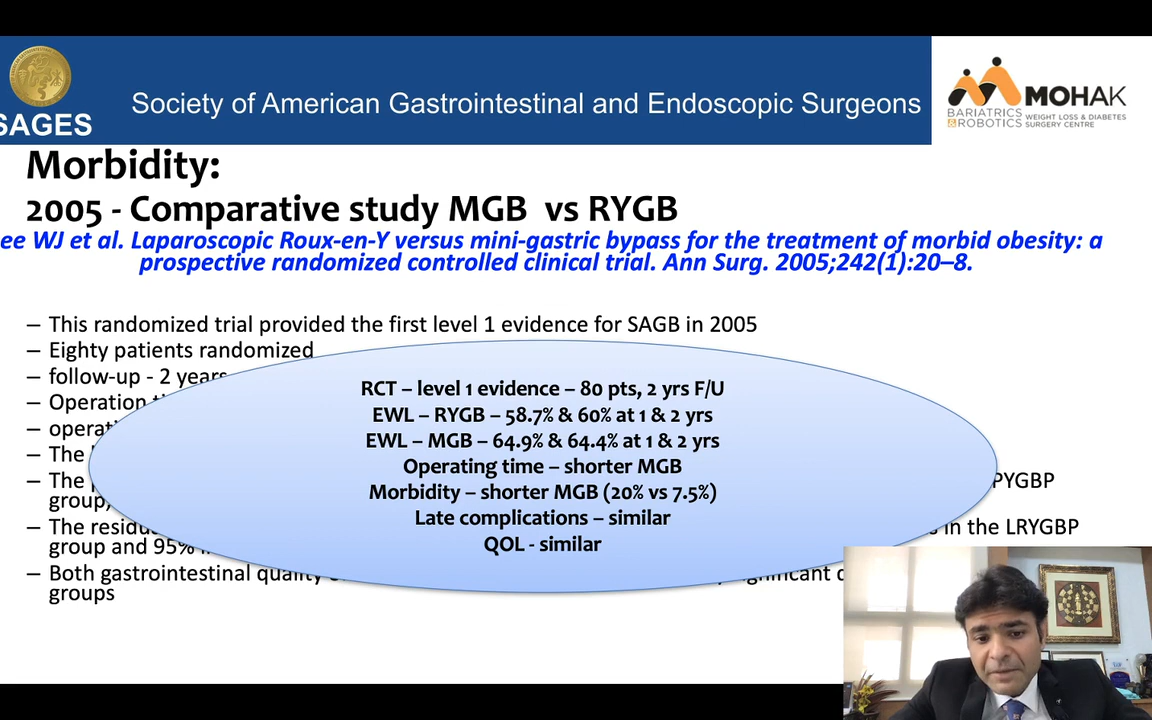 SAGES
Society of American Gastrointestinal and Endoscopic Surgeons
MOHAK
BARIATRICS & ROBOTICS
WEIGHT LOSS & DIABETES
SURGERY CENTRE
Morbidity:
2005 - Comparative study MGB vs RYGB
ee WJ et al. Laparoscopic Roux-en-Y versus mini-gastric bypass for the treatment of morbid obesity: a
prospective randomized controlled clinical trial. Ann Surg. 2005;242(1):20–8.
– This randomized trial provided the first level 1 evidence for SAGB in 2005
– Eighty patients randomized
– follow-up - 2 years
– Operation
– operat
– The
– The
PYGBP
group)
– The resid
in the LRYGBP
group and 95%
– Both gastrointestinal quality
groups
RCT – level 1 evidence – 80 pts, 2 yrs F/U
EWL – RYGB – 58.7% & 60% at 1 & 2 yrs
EWL – MGB – 64.9% & 64.4% at 1 & 2 yrs
Operating time – shorter MGB
Morbidity – shorter MGB (20% vs 7.5%)
Late complications – similar
QOL - similar